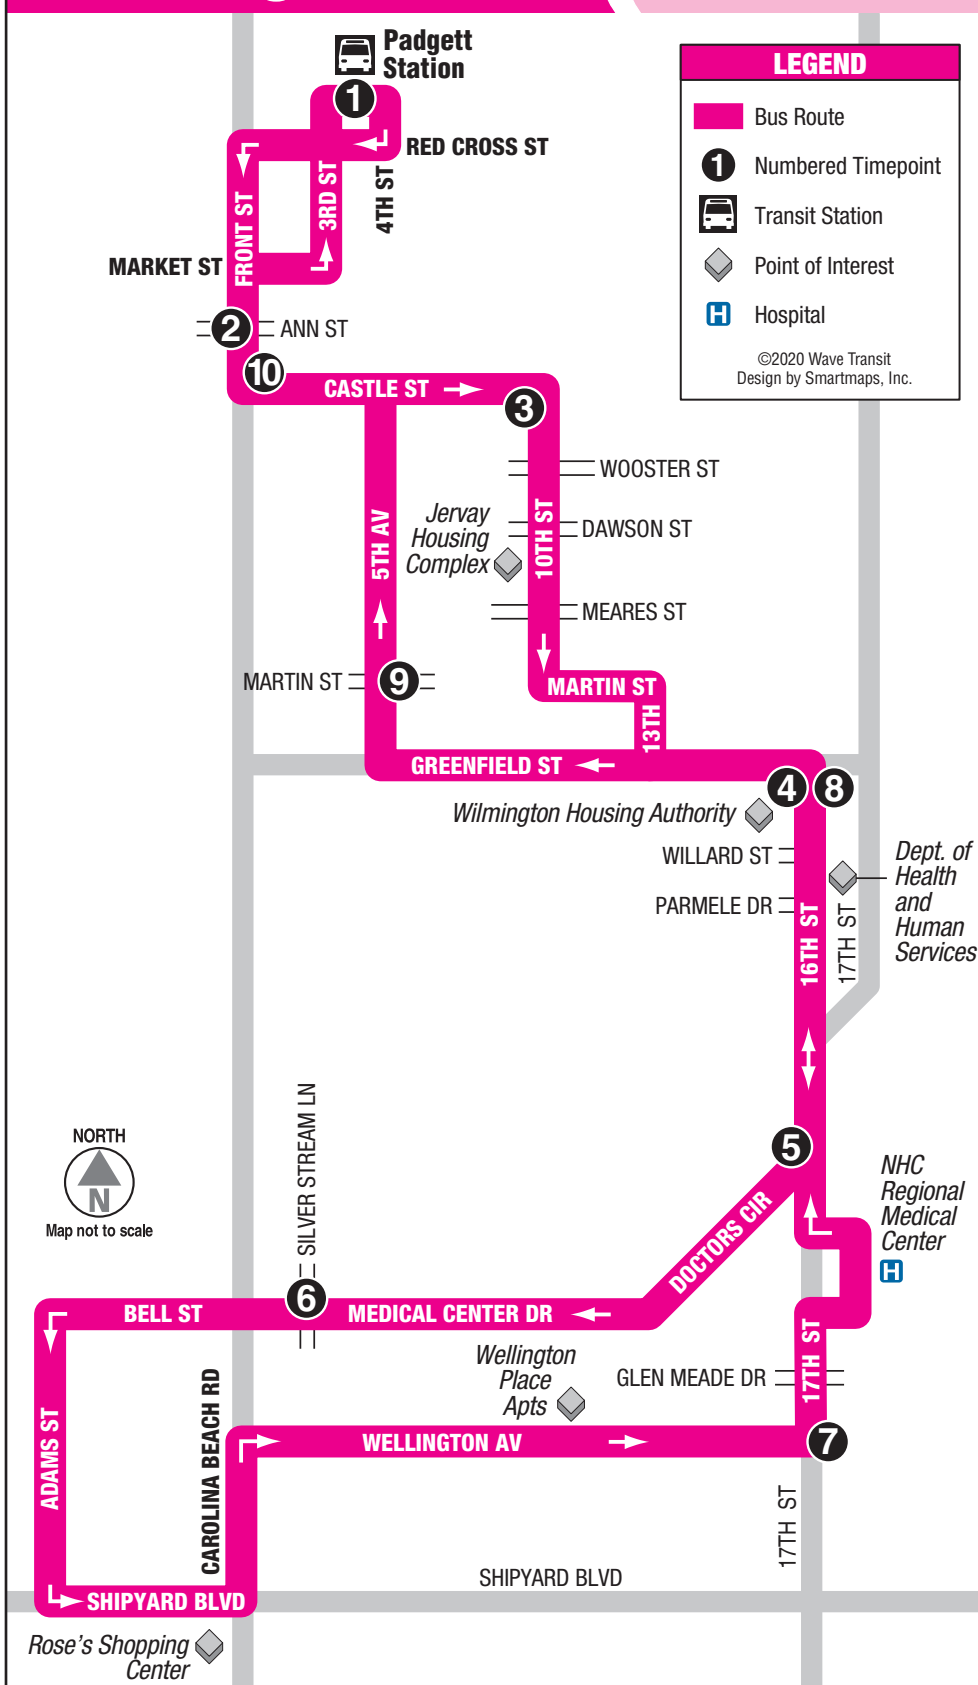 Padgett
Station
1
RED CROSS ST
4TH ST
3RD ST
FRONT ST
MARKET ST
2
ANN ST
10
CASTLE ST
3
LEGEND
Bus Route
1 Numbered Timepoint
Transit Station
Point of Interest
H Hospital
©2020 Wave Transit
Design by Smartmaps, Inc.
WOOSTER ST
Jervay
Housing
Complex
DAWSON ST
10TH ST
5TH AV
MEARES ST
MARTIN ST
9
MARTIN ST
13TH
GREENFIELD ST
4
8
Wilmington Housing Authority
WILLARD ST
PARMELE DR
16TH ST
17TH ST
Dept. of
Health
and
Human
Services
NORTH
N
Map not to scale
SILVER STREAM LN
5
DOCTORS CIR
NHC
Regional
Medical
Center
H
6
BELL ST
MEDICAL CENTER DR
17TH ST
Wellington
Place
Apts
GLEN MEADE DR
ADAMS ST
CAROLINA BEACH RD
WELLINGTON AV
7
17TH ST
SHIPYARD BLVD
SHIPYARD BLVD
Rose's Shopping
Center